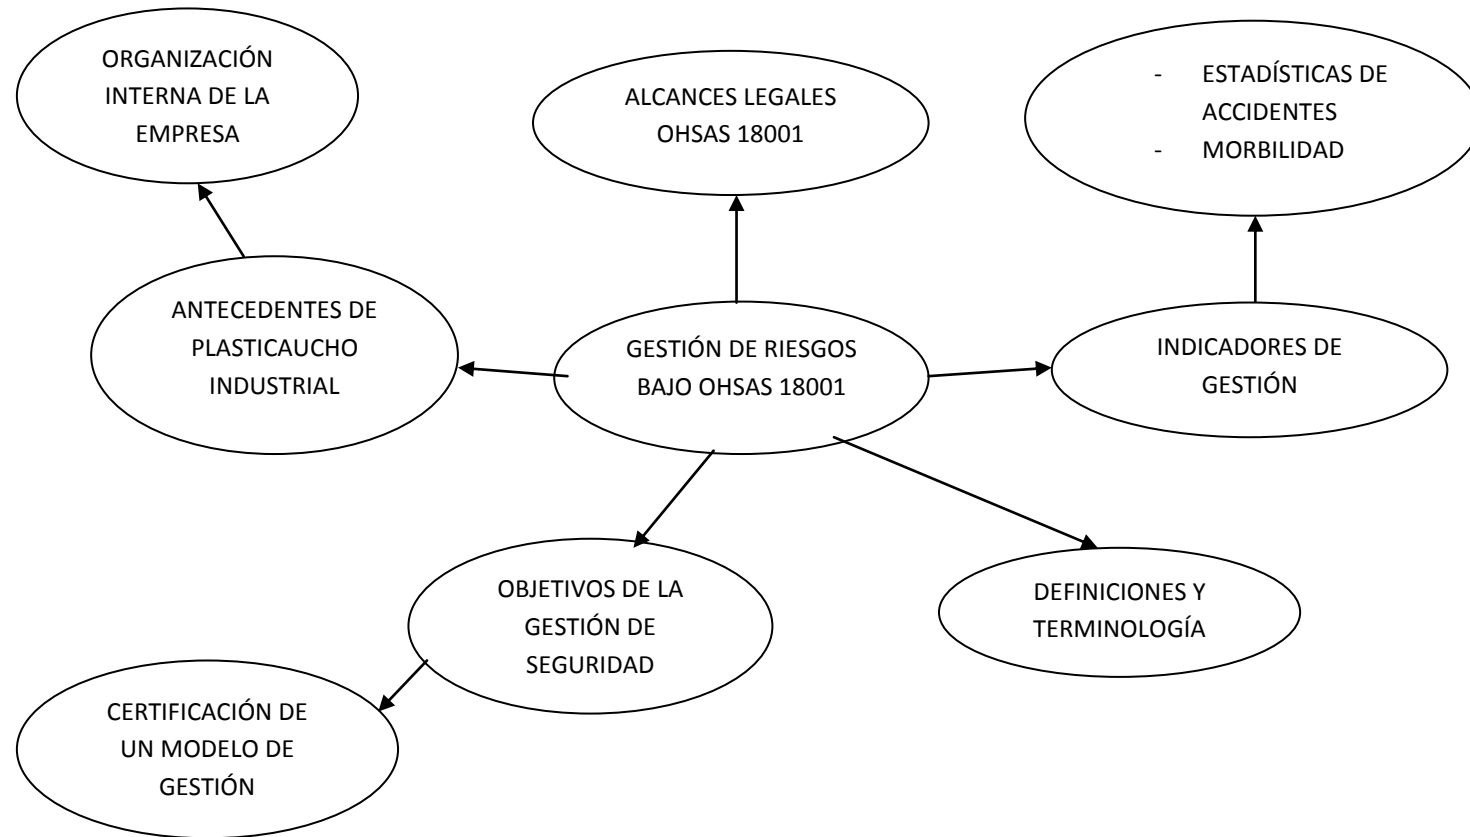 ORGANIZACIÓN
INTERNA DE LA
EMPRESA
ALCANCES LEGALES
OHSAS 18001
- ESTADÍSTICAS DE
ACCIDENTES
- MORBILIDAD
ANTECEDENTES DE
PLASTICAUCHO
INDUSTRIAL
GESTIÓN DE RIESGOS
BAJO OHSAS 18001
INDICADORES DE
GESTIÓN
OBJETIVOS DE LA
GESTIÓN DE
SEGURIDAD
DEFINICIONES Y
TERMINOLOGÍA
CERTIFICACIÓN DE
UN MODELO DE
GESTIÓN